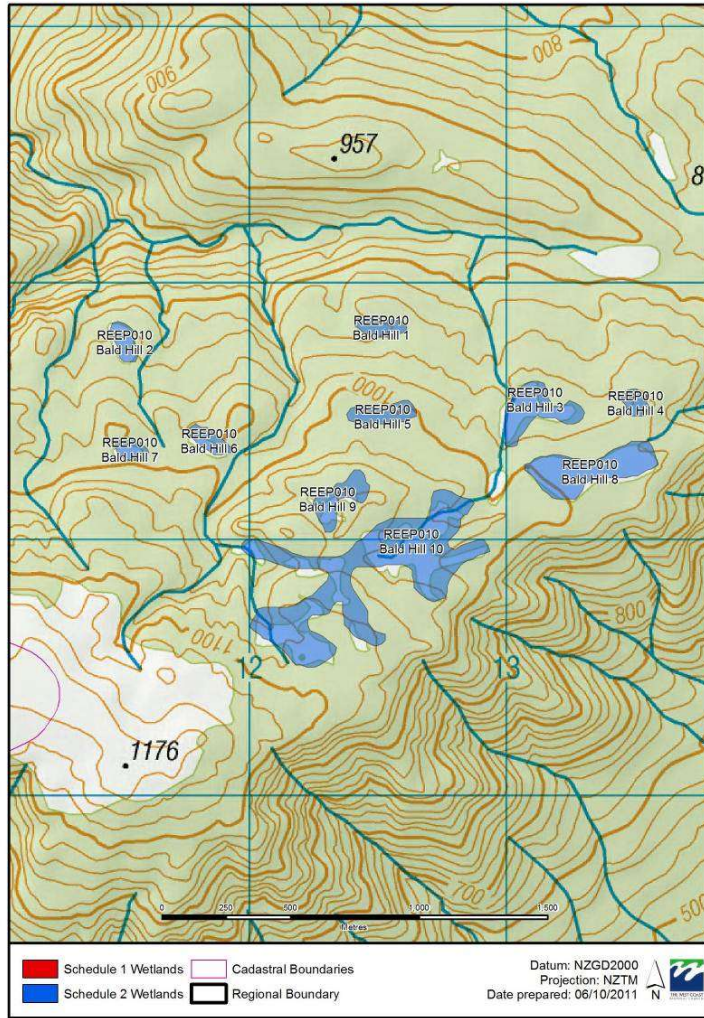 900
800
957
8
REEP010
Bald Hill 2
REEP010
Bald Hill 1
1000
REEP010
Bald Hill 3
REEP010
Bald Hill 4
REEP010
Bald Hill 5
REEP010
Bald Hill 7
REEP010
Bald Hill 6
REEP010
Bald Hill 8
REEP010
Bald Hill 9
REEP010
Bald Hill 10
800
1100
12
13
1176
700
500
0 250 500 1,000 1,500
Metres
Schedule 1 Wetlands
Cadastral Boundaries
Schedule 2 Wetlands
Regional Boundary
Datum: NZGD2000
Projection: NZTM
Date prepared: 06/10/2011
N
THE WEST COAST